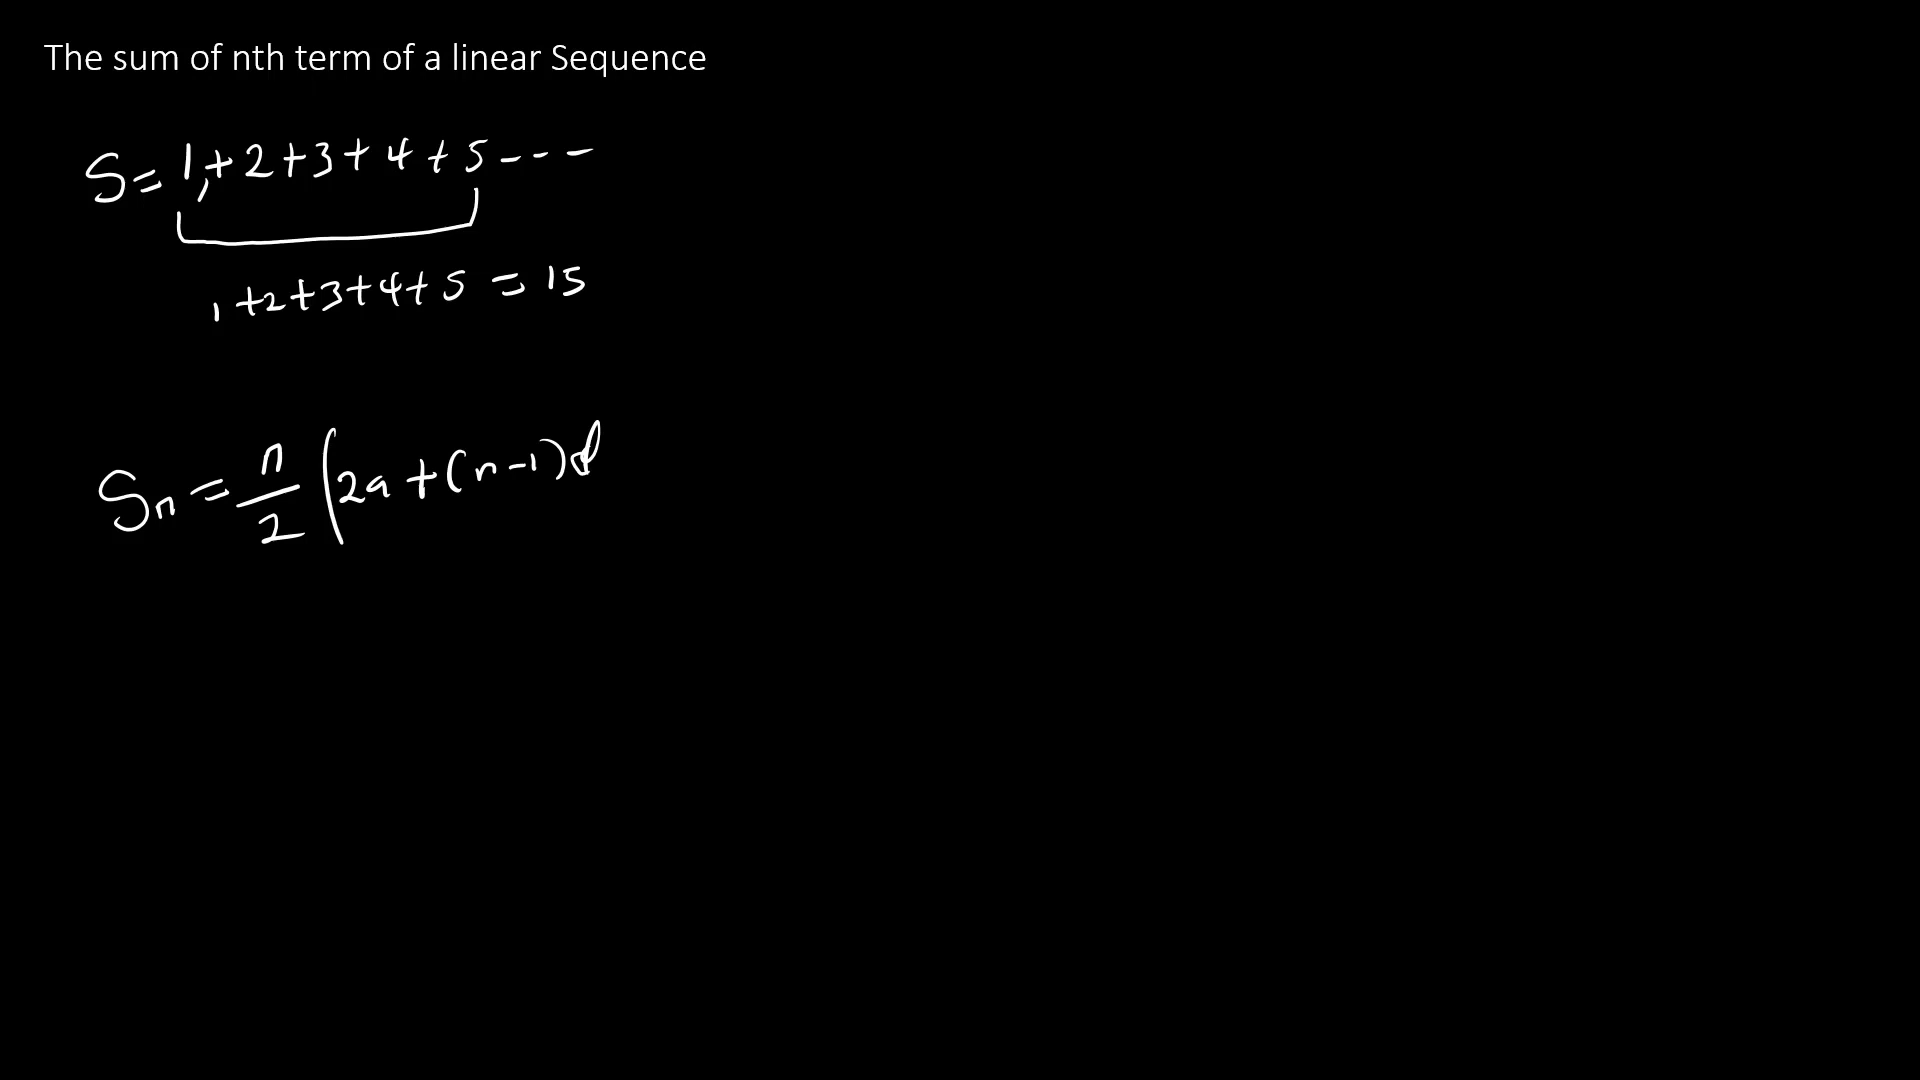 The sum of nth term of a linear Sequence
S = 1, + 2 + 3 + 4 + 5 - - -
1 + 2 + 3 + 4 + 5 = 15
Sn = n/2 (2a + (n - 1)d